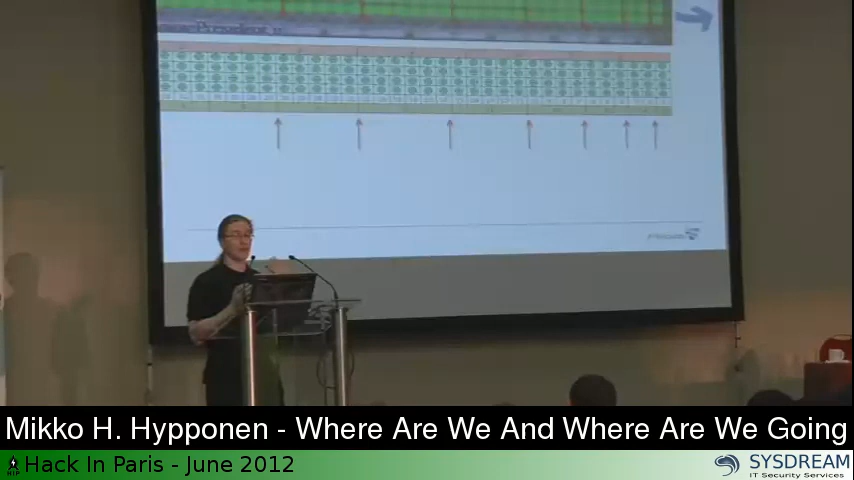 Mikko H. Hypponen - Where Are We And Where Are We Going
Hack In Paris - June 2012
SYSDREAM
IT Security Services